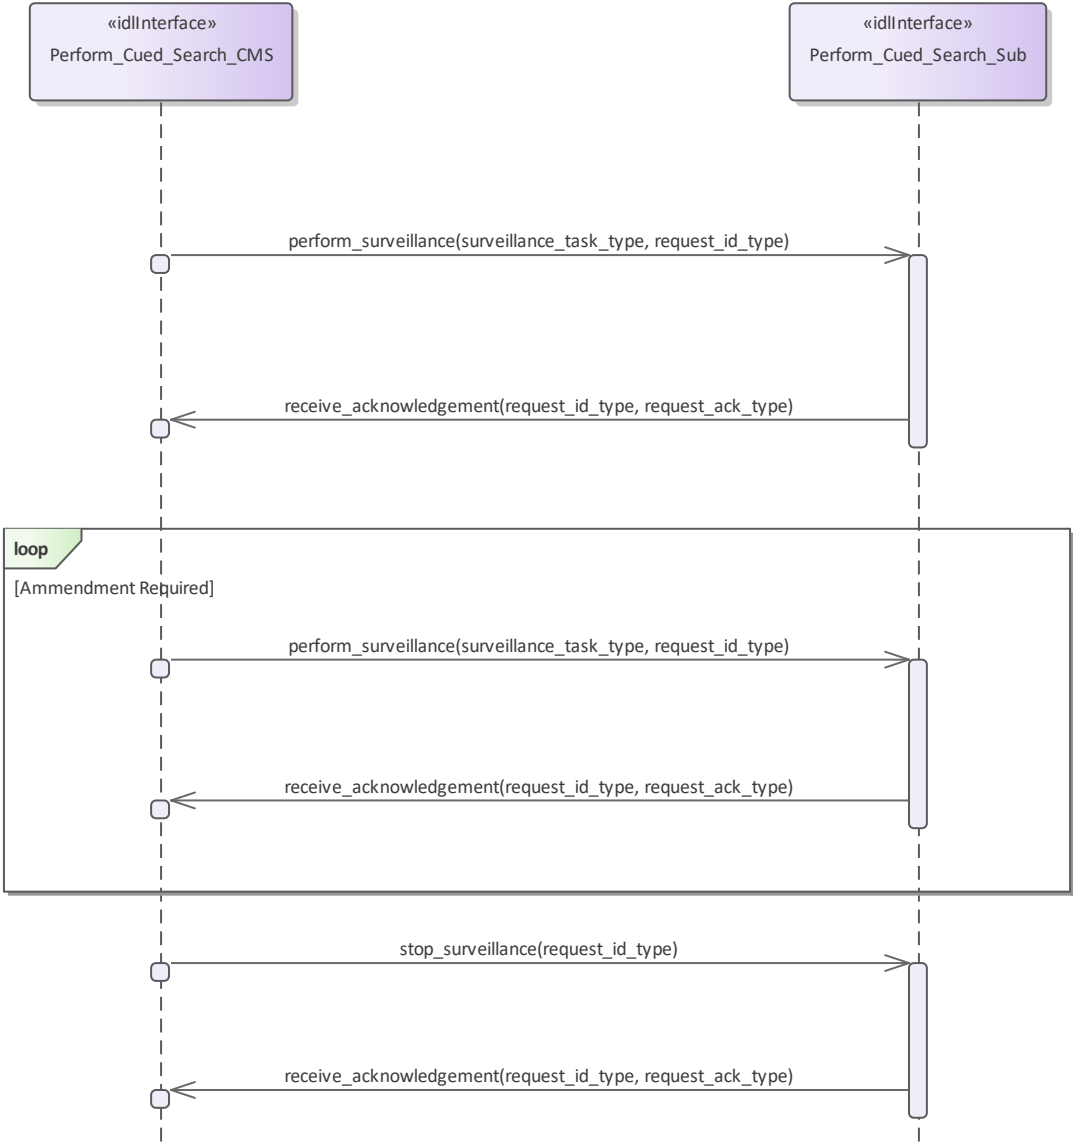 «idlInterface»
Perform_Cued_Search_CMS
«idlInterface»
Perform_Cued_Search_Sub
perform_surveillance(surveillance_task_type, request_id_type)
receive_acknowledgement(request_id_type, request_ack_type)
loop
[Ammendment Required]
perform_surveillance(surveillance_task_type, request_id_type)
receive_acknowledgement(request_id_type, request_ack_type)
stop_surveillance(request_id_type)
receive_acknowledgement(request_id_type, request_ack_type)